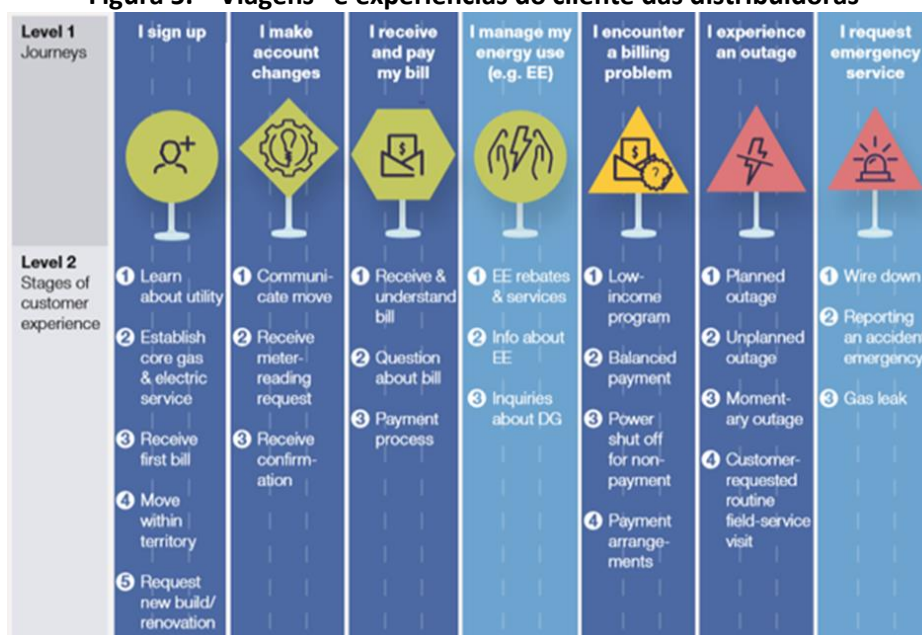 Figura 3. "Viagens" e experiências do cliente das distribuidoras
Level 1
Journeys
I sign up
I make
account
changes
I receive
and pay
my bill
I manage my
energy use
(e.g. EE)
I encounter
a billing
problem
I experience
an outage
I request
emergency
service
$
$
?
Level 2
Stages of
customer
experience
1 Learn
about utility
2 Establish
core gas
& electric
service
3 Receive
first bill
4 Move
within
territory
5 Request
new build/
renovation
1 Communi-
cate move
2 Receive
meter-
reading
request
3 Receive
confirm-
ation
1 Receive &
understand
bill
2 Question
about bill
3 Payment
process
1 EE rebates
& services
2 Info about
EE
3 Inquiries
about DG
1 Low-
income
program
2 Balanced
payment
3 Power
shut off
for non-
payment
4 Payment
arrange-
ments
1 Planned
outage
2 Unplanned
outage
3 Moment-
ary outage
4 Customer-
requested
routine
field-service
visit
1 Wire down
2 Reporting
an accident
emergency
3 Gas leak